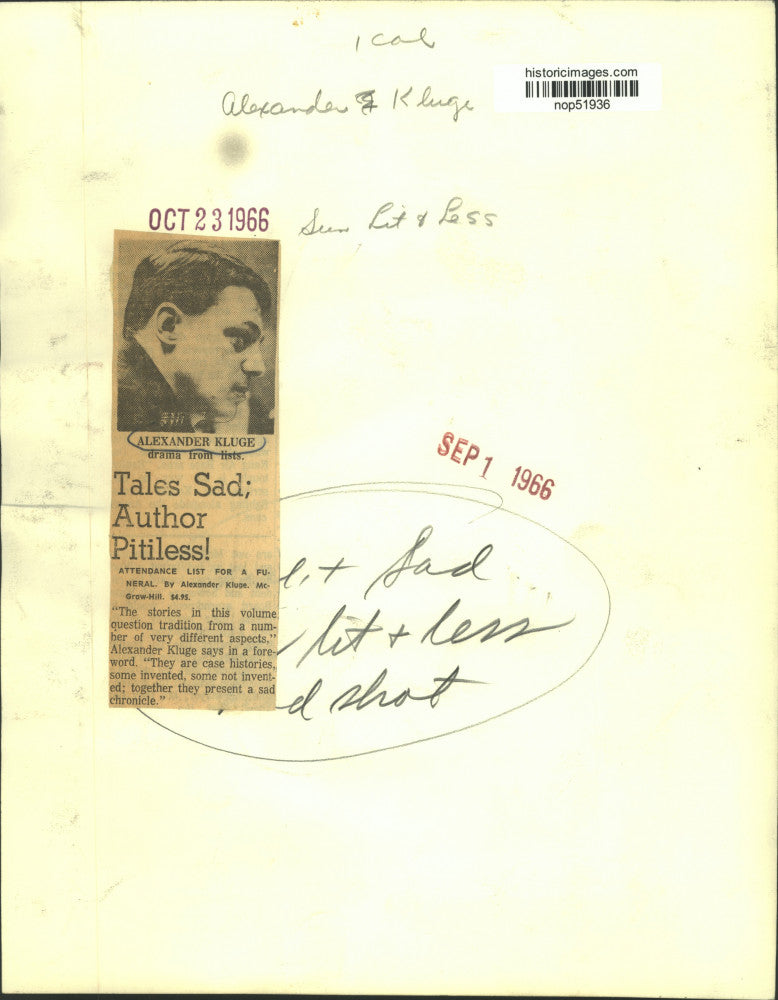 1 col
historicimages.com
nop51936
Alexander Kluge
OCT 23 1966
Sun Lit & Less
ALEXANDER KLUGE
drama from lists.
SEP 1 1966
Tales Sad;
Author
Pitiless!
ATTENDANCE LIST FOR A FU-
NERAL. By Alexander Kluge. Mc-
Graw-Hill. $4.95.
"The stories in this volume
question tradition from a num-
ber of very different aspects,"
Alexander Kluge says in a fore-
word. "They are case histories,
some invented, some not invent-
ed; together they present a sad
chronicle."
Sad
lit + less
shot